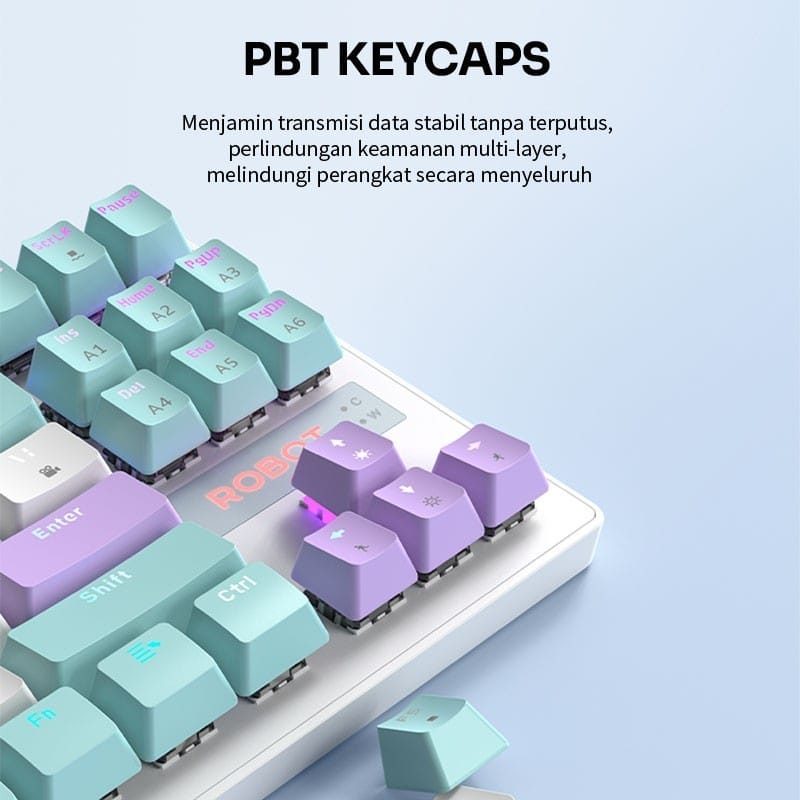 PBT KEYCAPS
Menjamin transmisi data stabil tanpa terputus,
perlindungan keamanan multi-layer,
melindungi perangkat secara menyeluruh
Pause
ScrLK
PgUp
A3
Home
A2
PgDn
A6
Ins
A1
End
A5
Del
A4
C
W
ROBOT
Enter
Shift
Ctrl
Fn